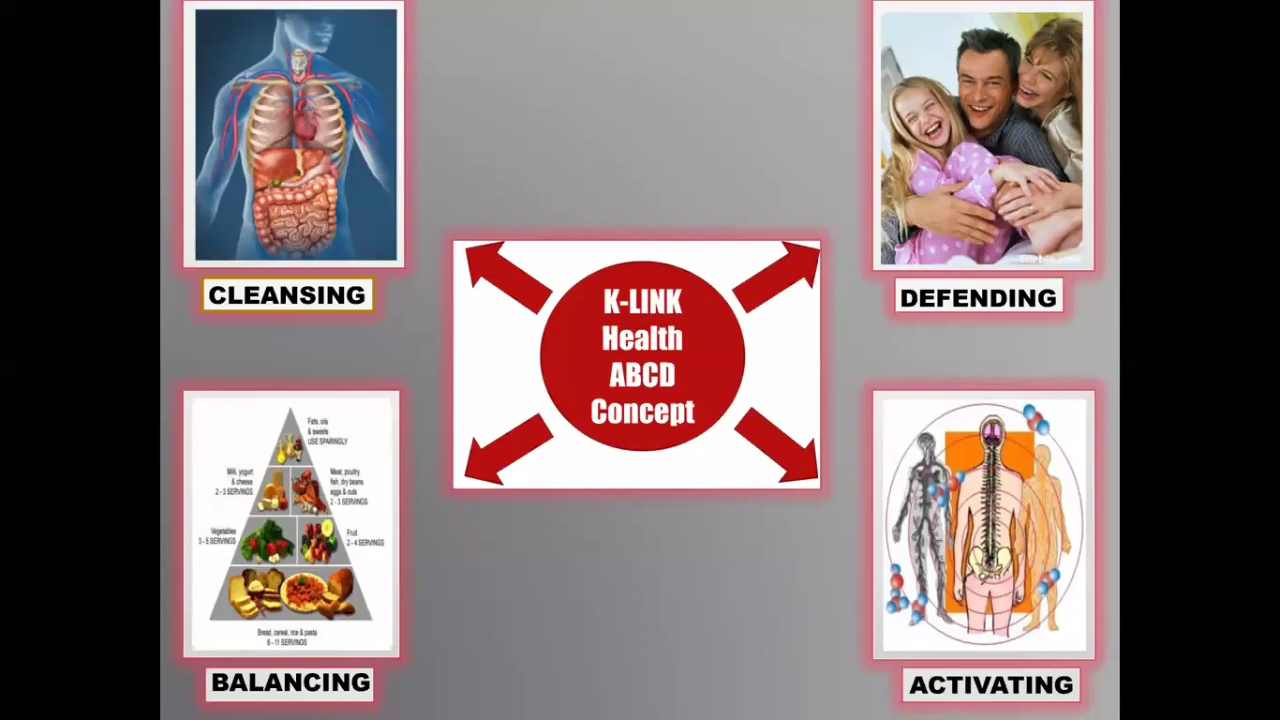 CLEANSING
DEFENDING
K-LINK
Health
ABCD
Concept
Fats, oils
& sweets
USE SPARINGLY
Milk, yogurt
& cheese
2 - 3 SERVINGS
Meat, poultry,
fish, dry beans,
eggs & nuts
2 - 3 SERVINGS
Vegetables
3 - 5 SERVINGS
Fruit
2 - 4 SERVINGS
Bread, cereal, rice & pasta
6 - 11 SERVINGS
BALANCING
ACTIVATING